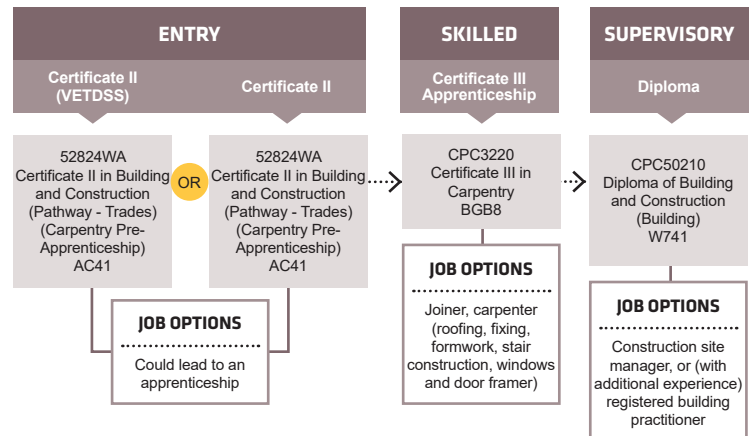 ENTRY
SKILLED
SUPERVISORY
Certificate II
(VETDSS)
Certificate II
Certificate III
Apprenticeship
Diploma
52824WA
Certificate II in Building
and Construction
(Pathway - Trades)
(Carpentry Pre-
Apprenticeship)
AC41
OR
52824WA
Certificate II in Building
and Construction
(Pathway - Trades)
(Carpentry Pre-
Apprenticeship)
AC41
CPC3220
Certificate III in
Carpentry
BGB8
CPC50210
Diploma of Building
and Construction
(Building)
W741
JOB OPTIONS
Could lead to an
apprenticeship
JOB OPTIONS
Joiner, carpenter
(roofing, fixing,
formwork, stair
construction, windows
and door framer)
JOB OPTIONS
Construction site
manager, or (with
additional experience)
registered building
practitioner